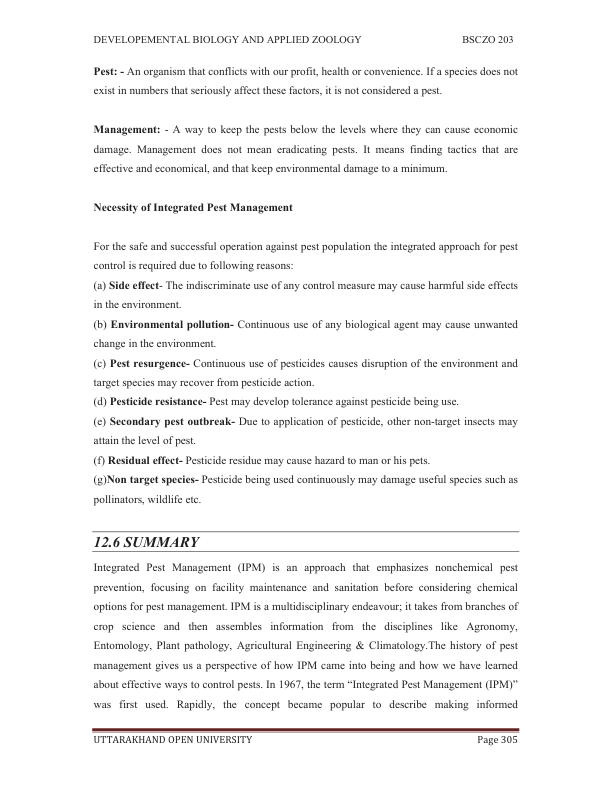 DEVELOPEMENTAL BIOLOGY AND APPLIED ZOOLOGY BSCZO 203
Pest: - An organism that conflicts with our profit, health or convenience. If a species does not
exist in numbers that seriously affect these factors, it is not considered a pest.
Management: - A way to keep the pests below the levels where they can cause economic
damage. Management does not mean eradicating pests. It means finding tactics that are
effective and economical, and that keep environmental damage to a minimum.
Necessity of Integrated Pest Management
For the safe and successful operation against pest population the integrated approach for pest
control is required due to following reasons:
(a) Side effect- The indiscriminate use of any control measure may cause harmful side effects
in the environment.
(b) Environmental pollution- Continuous use of any biological agent may cause unwanted
change in the environment.
(c) Pest resurgence- Continuous use of pesticides causes disruption of the environment and
target species may recover from pesticide action.
(d) Pesticide resistance- Pest may develop tolerance against pesticide being use.
(e) Secondary pest outbreak- Due to application of pesticide, other non-target insects may
attain the level of pest.
(f) Residual effect- Pesticide residue may cause hazard to man or his pets.
(g)Non target species- Pesticide being used continuously may damage useful species such as
pollinators, wildlife etc.
12.6 SUMMARY
Integrated Pest Management (IPM) is an approach that emphasizes nonchemical pest
prevention, focusing on facility maintenance and sanitation before considering chemical
options for pest management. IPM is a multidisciplinary endeavour; it takes from branches of
crop science and then assembles information from the disciplines like Agronomy,
Entomology, Plant pathology, Agricultural Engineering & Climatology.The history of pest
management gives us a perspective of how IPM came into being and how we have learned
about effective ways to control pests. In 1967, the term “Integrated Pest Management (IPM)”
was first used. Rapidly, the concept became popular to describe making informed
UTTARAKHAND OPEN UNIVERSITY Page 305